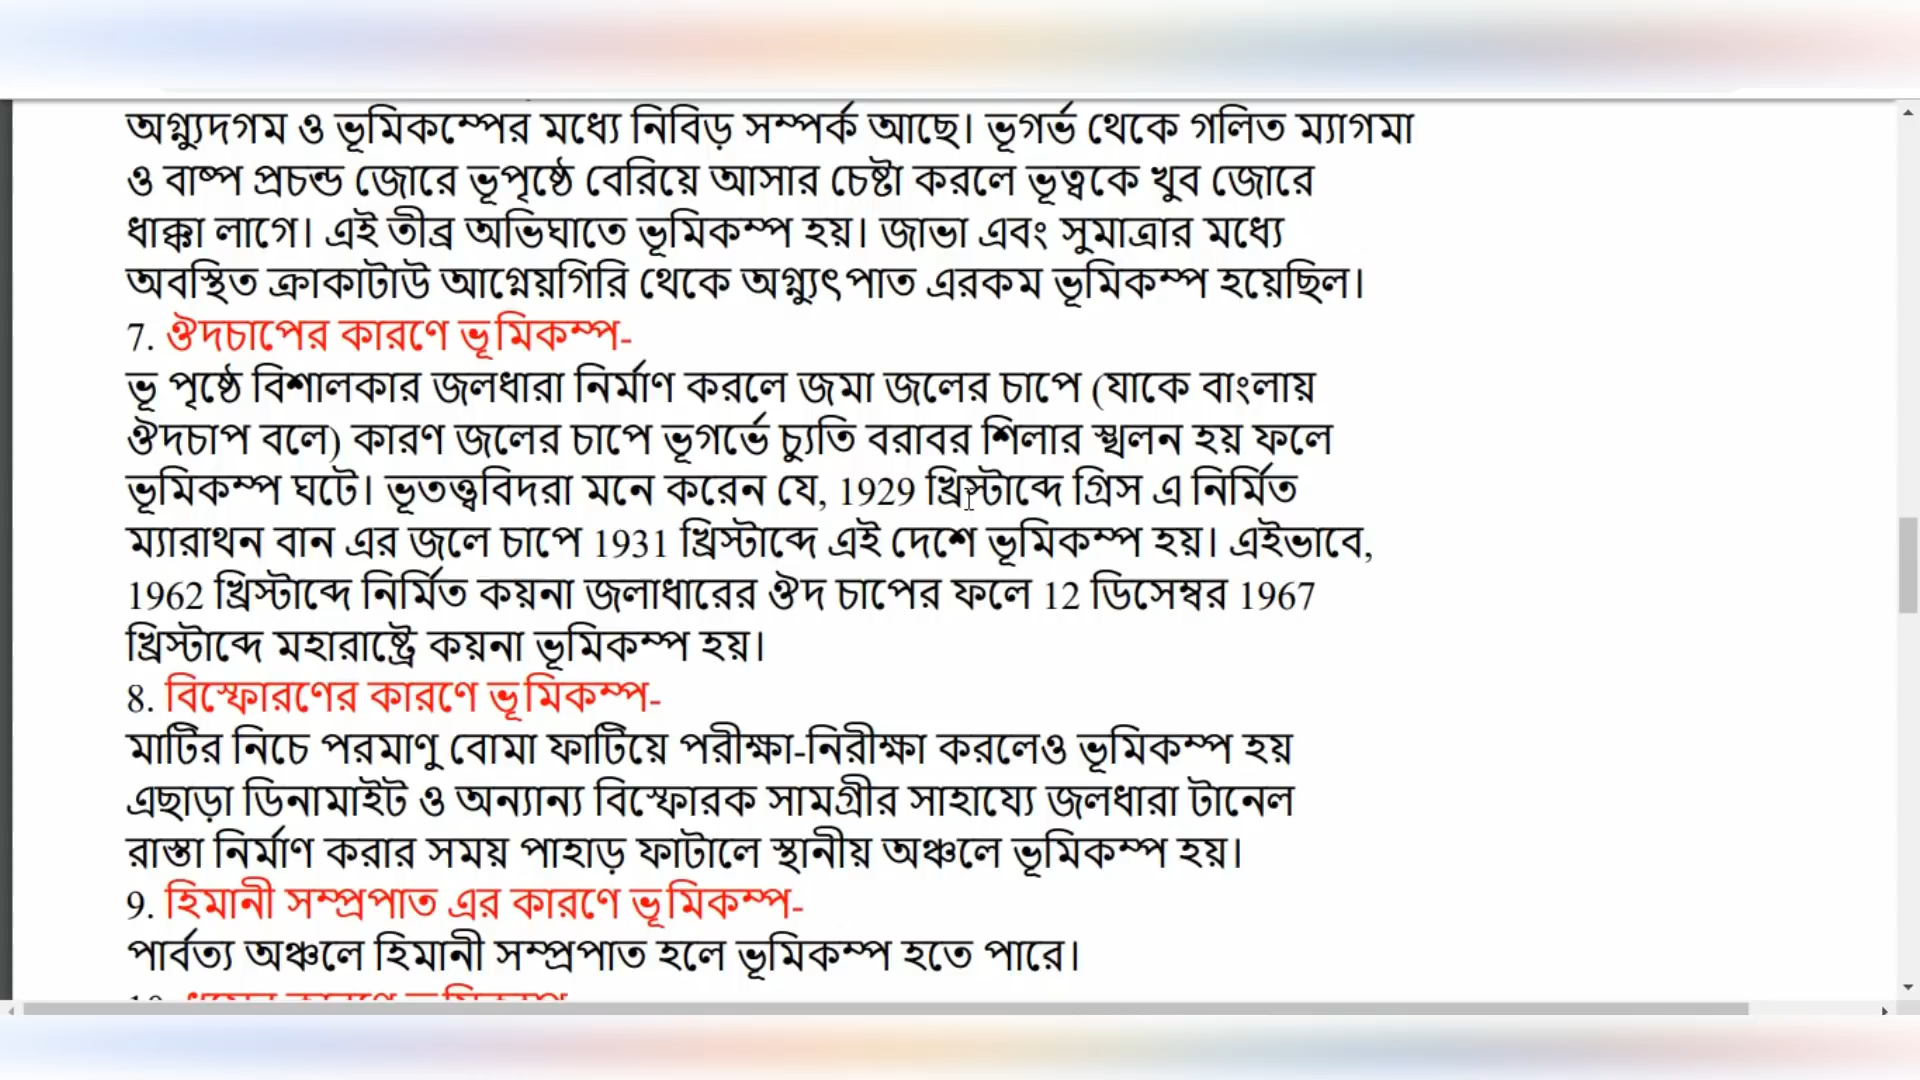 অগ্ন্যুদগম ও ভূমিকম্পের মধ্যে নিবিড় সম্পর্ক আছে। ভূগর্ভ থেকে গলিত ম্যাগমা
ও বাষ্প প্রচন্ড জোরে ভূপৃষ্ঠে বেরিয়ে আসার চেষ্টা করলে ভূত্বকে খুব জোরে
ধাক্কা লাগে। এই তীব্র অভিঘাতে ভূমিকম্প হয়। জাভা এবং সুমাত্রার মধ্যে
অবস্থিত ক্রাকাটাউ আগ্নেয়গিরি থেকে অগ্ন্যুৎপাত এরকম ভূমিকম্প হয়েছিল।
7. ঔদচাপের কারণে ভূমিকম্প-
ভূ পৃষ্ঠে বিশালকার জলধারা নির্মাণ করলে জমা জলের চাপে (যাকে বাংলায়
ঔদচাপ বলে) কারণ জলের চাপে ভূগর্ভে চ্যুতি বরাবর শিলার স্খলন হয় ফলে
ভূমিকম্প ঘটে। ভূতত্ত্ববিদরা মনে করেন যে, 1929 খ্রিস্টাব্দে গ্রিস এ নির্মিত
ম্যারাথন বান এর জলে চাপে 1931 খ্রিস্টাব্দে এই দেশে ভূমিকম্প হয়। এইভাবে,
1962 খ্রিস্টাব্দে নির্মিত কয়না জলাধারের ঔদ চাপের ফলে 12 ডিসেম্বর 1967
খ্রিস্টাব্দে মহারাষ্ট্রে কয়না ভূমিকম্প হয়।
8. বিস্ফোরণের কারণে ভূমিকম্প-
মাটির নিচে পরমাণু বোমা ফাটিয়ে পরীক্ষা-নিরীক্ষা করলেও ভূমিকম্প হয়
এছাড়া ডিনামাইট ও অন্যান্য বিস্ফোরক সামগ্রীর সাহায্যে জলধারা টানেল
রাস্তা নির্মাণ করার সময় পাহাড় ফাটালে স্থানীয় অঞ্চলে ভূমিকম্প হয়।
9. হিমানী সম্প্রপাত এর কারণে ভূমিকম্প-
পার্বত্য অঞ্চলে হিমানী সম্প্রপাত হলে ভূমিকম্প হতে পারে।